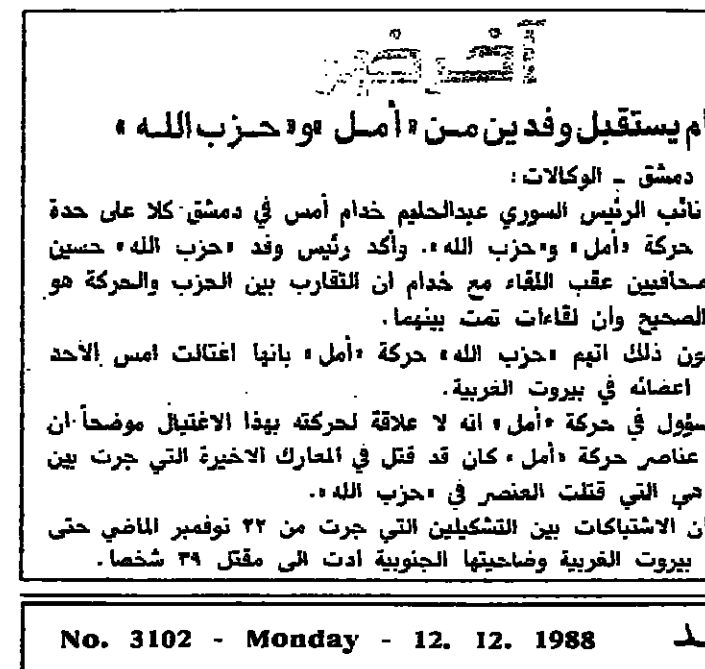 آخر خبر
ام يستقبل وفدين من «أمل» و«حزب الله»
دمشق ـ الوكالات:
نائب الرئيس السوري عبدالحليم خدام أمس في دمشق كلا على حدة
حركة «أمل» و«حزب الله». وأكد رئيس وفد «حزب الله» حسين
صحافيين عقب اللقاء مع خدام ان التقارب بين الحزب والحركة هو
الصحيح وان لقاءات تمت بينهما.
ون ذلك اتهم «حزب الله» حركة «أمل» بانها اغتالت امس الأحد
اعضائه في بيروت الغربية.
سؤول في حركة «أمل» انه لا علاقة لحركته بهذا الاغتيال موضحاً ان
عناصر حركة «أمل» كان قد قتل في المعارك الاخيرة التي جرت بين
هي التي قتلت العنصر في «حزب الله».
ن الاشتباكات بين التشكيلين التي جرت من ٢٢ نوفمبر الماضي حتى
بيروت الغربية وضاحيتها الجنوبية أدت الى مقتل ٣٩ شخصا.
No. 3102 - Monday - 12. 12. 1988